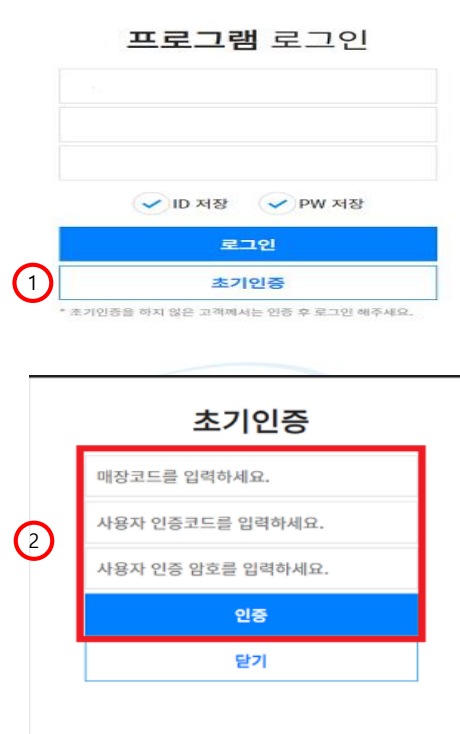 프로그램 로그인
ID 저장 PW 저장
로그인
1 초기인증
* 초기인증을 하지 않은 고객께서는 인증 후 로그인 해주세요.
초기인증
매장코드를 입력하세요.
사용자 인증코드를 입력하세요.
2
사용자 인증 암호를 입력하세요.
인증
닫기